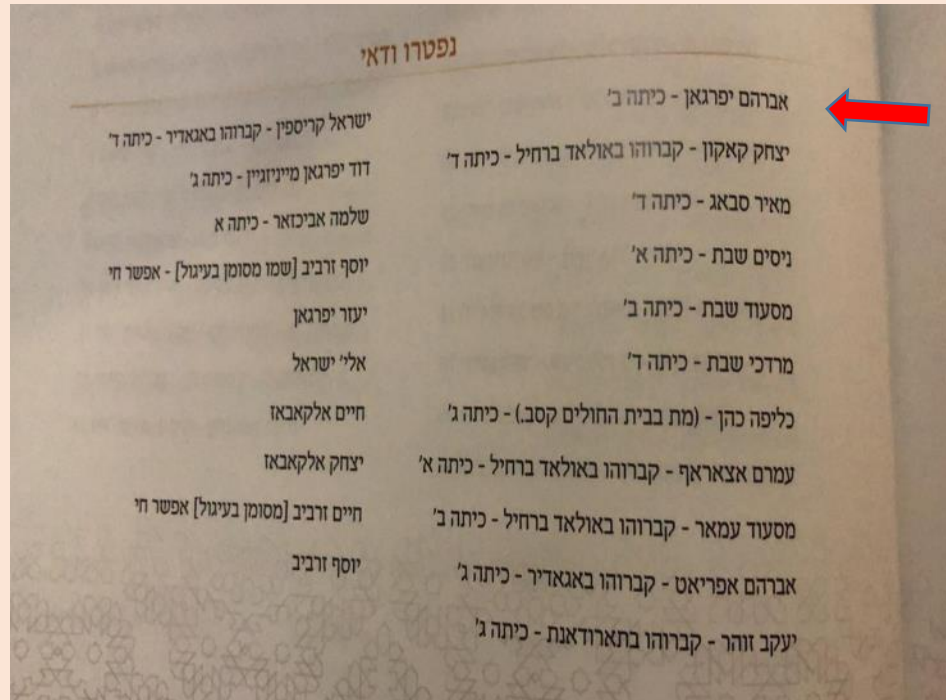 נפטרו ודאי
אברהם יפרגאן - כיתה ב'
יצחק קאקון - קברוהו באולאד ברחיל - כיתה ד'
מאיר סבאג - כיתה ד'
ניסים שבת - כיתה א'
מסעוד שבת - כיתה ב'
מרדכי שבת - כיתה ד'
כליפה כהן - (מת בבית החולים קסב.) - כיתה ג'
עמרם אצאראף - קברוהו באולאד ברחיל - כיתה א'
מסעוד עמאר - קברוהו באולאד ברחיל - כיתה ב'
אברהם אפריאט - קברוהו באגאדיר - כיתה ג'
יעקב זוהר - קברוהו בתארודאנת - כיתה ג'
ישראל קריספין - קברוהו באגאדיר - כיתה ד'
דוד יפרגאן מייניזגיין - כיתה ג'
שלמה אביכזאר - כיתה א
יוסף זרביב [שמו מסומן בעיגול] - אפשר חי
יעזר יפרגאן
אלי' ישראל
חיים אלקאבאז
יצחק אלקאבאז
חיים זרביב [מסומן בעיגול] אפשר חי
יוסף זרביב